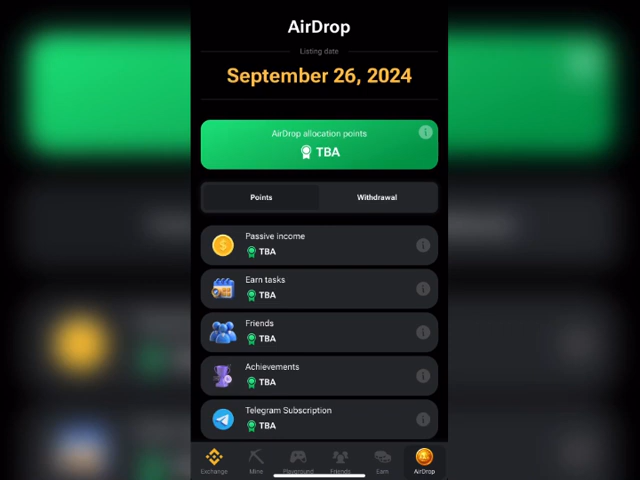 AirDrop
Listing date
September 26, 2024
AirDrop allocation points
TBA
Points
Withdrawal
Passive income
TBA
Earn tasks
TBA
Friends
TBA
Achievements
TBA
Telegram Subscription
TBA
Exchange
Mine
Playground
Friends
Earn
AirDrop